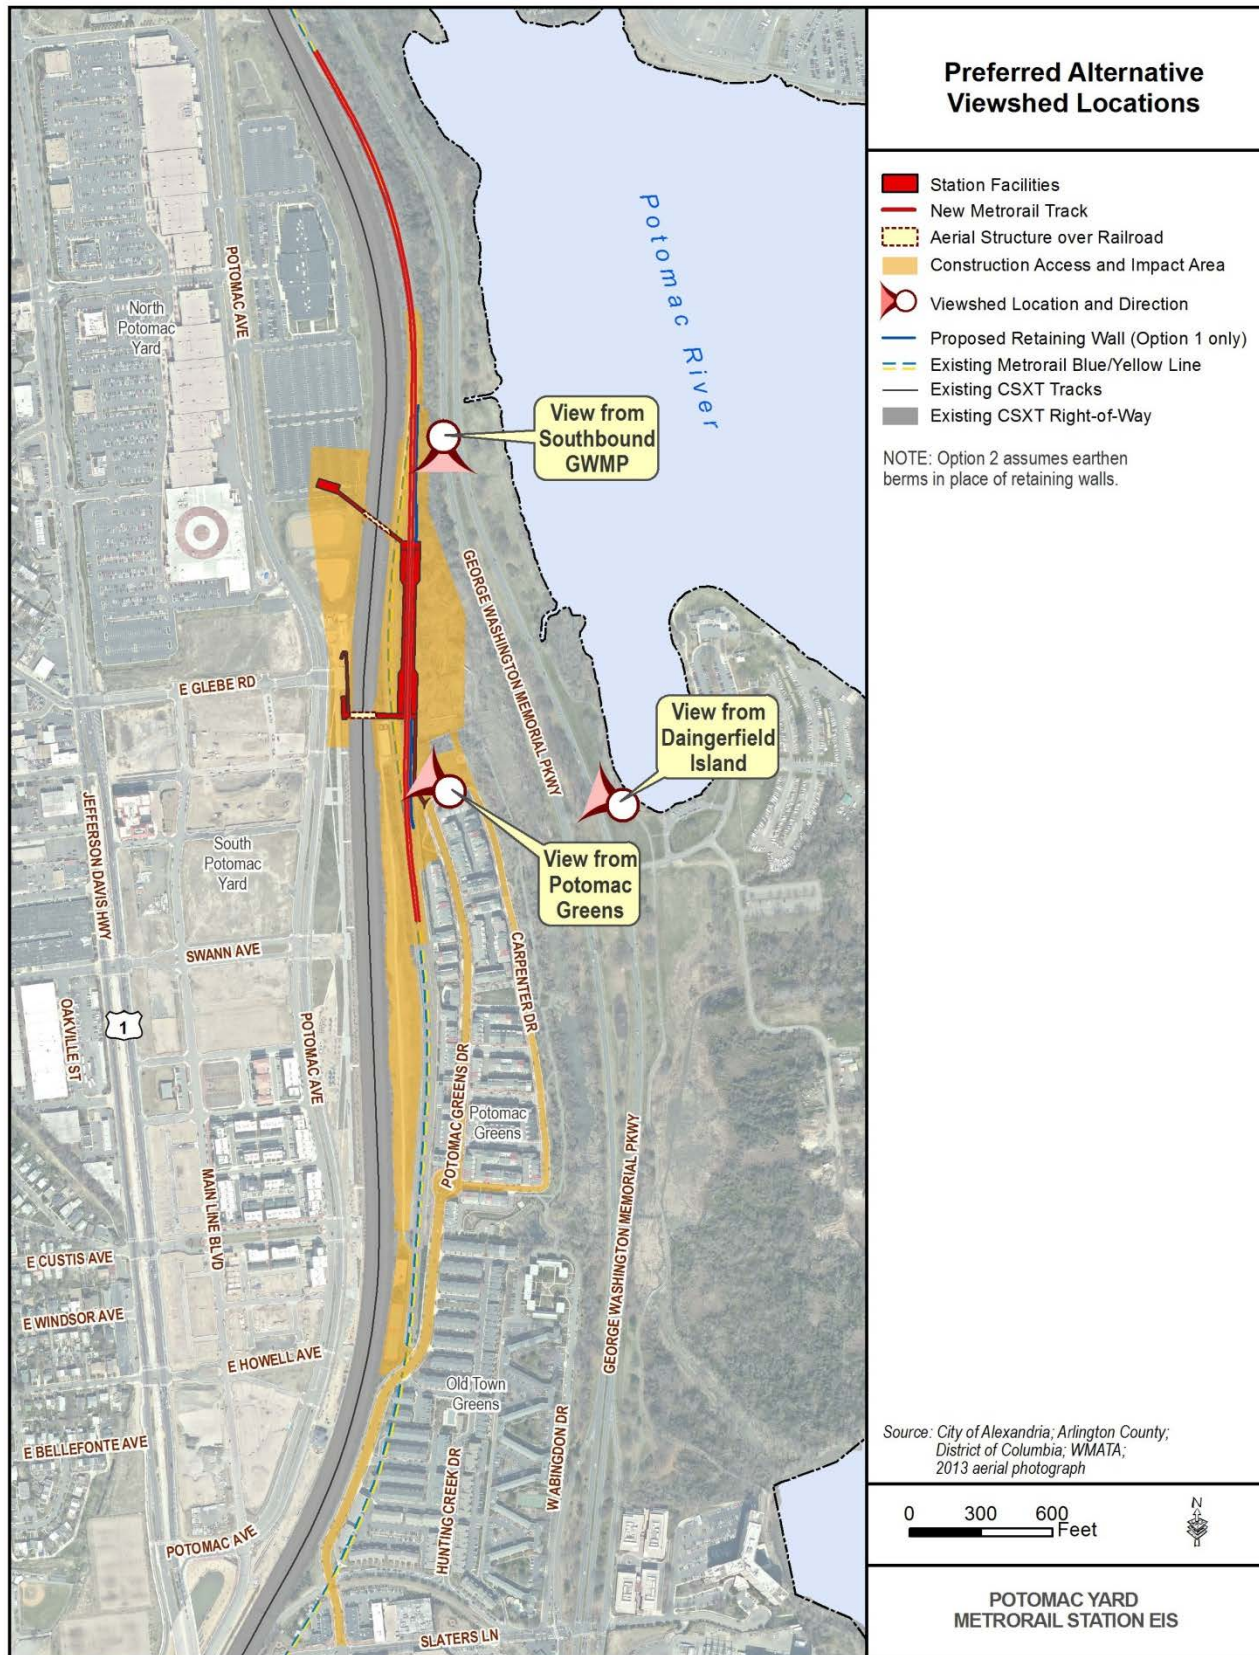 Preferred Alternative
Viewshed Locations
Station Facilities
New Metrorail Track
Aerial Structure over Railroad
Construction Access and Impact Area
Viewshed Location and Direction
Proposed Retaining Wall (Option 1 only)
Existing Metrorail Blue/Yellow Line
Existing CSXT Tracks
Existing CSXT Right-of-Way
NOTE: Option 2 assumes earthen
berms in place of retaining walls.
Potomac River
POTOMAC AVE
North
Potomac
Yard
View from
Southbound
GWMP
GEORGE WASHINGTON MEMORIAL PKWY
E GLEBE RD
View from
Daingerfield
Island
JEFFERSON DAVIS HWY
South
Potomac
Yard
View from
Potomac
Greens
SWANN AVE
CARPENTER DR
OAKVILLE ST
1
POTOMAC AVE
POTOMAC GREENS DR
Potomac
Greens
MAIN LINE BLVD
GEORGE WASHINGTON MEMORIAL PKWY
E CUSTIS AVE
E WINDSOR AVE
E HOWELL AVE
Old Town
Greens
E BELLEFONTE AVE
HUNTING CREEK DR
W ABINGDON DR
POTOMAC AVE
SLATERS LN
Source: City of Alexandria; Arlington County;
District of Columbia; WMATA;
2013 aerial photograph
0 300 600
Feet
N
POTOMAC YARD
METRORAIL STATION EIS